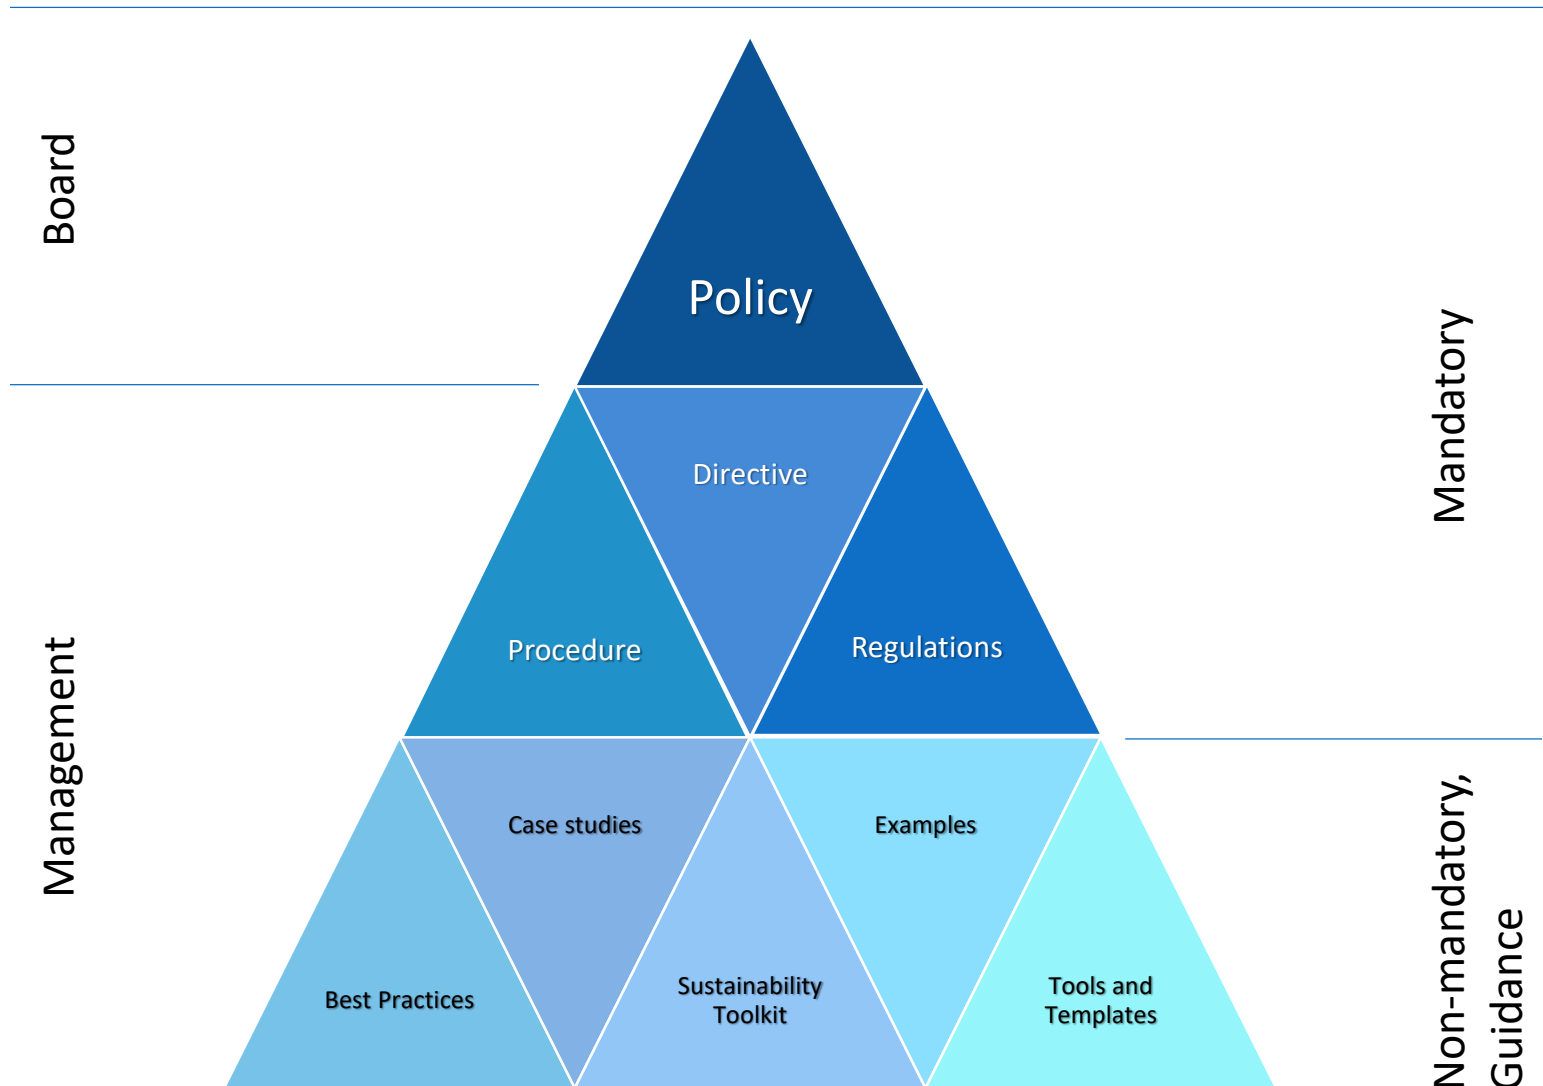 Board
Policy
Mandatory
Directive
Procedure
Regulations
Management
Case studies
Examples
Best Practices
Sustainability
Toolkit
Tools and
Templates
Non-mandatory,
Guidance